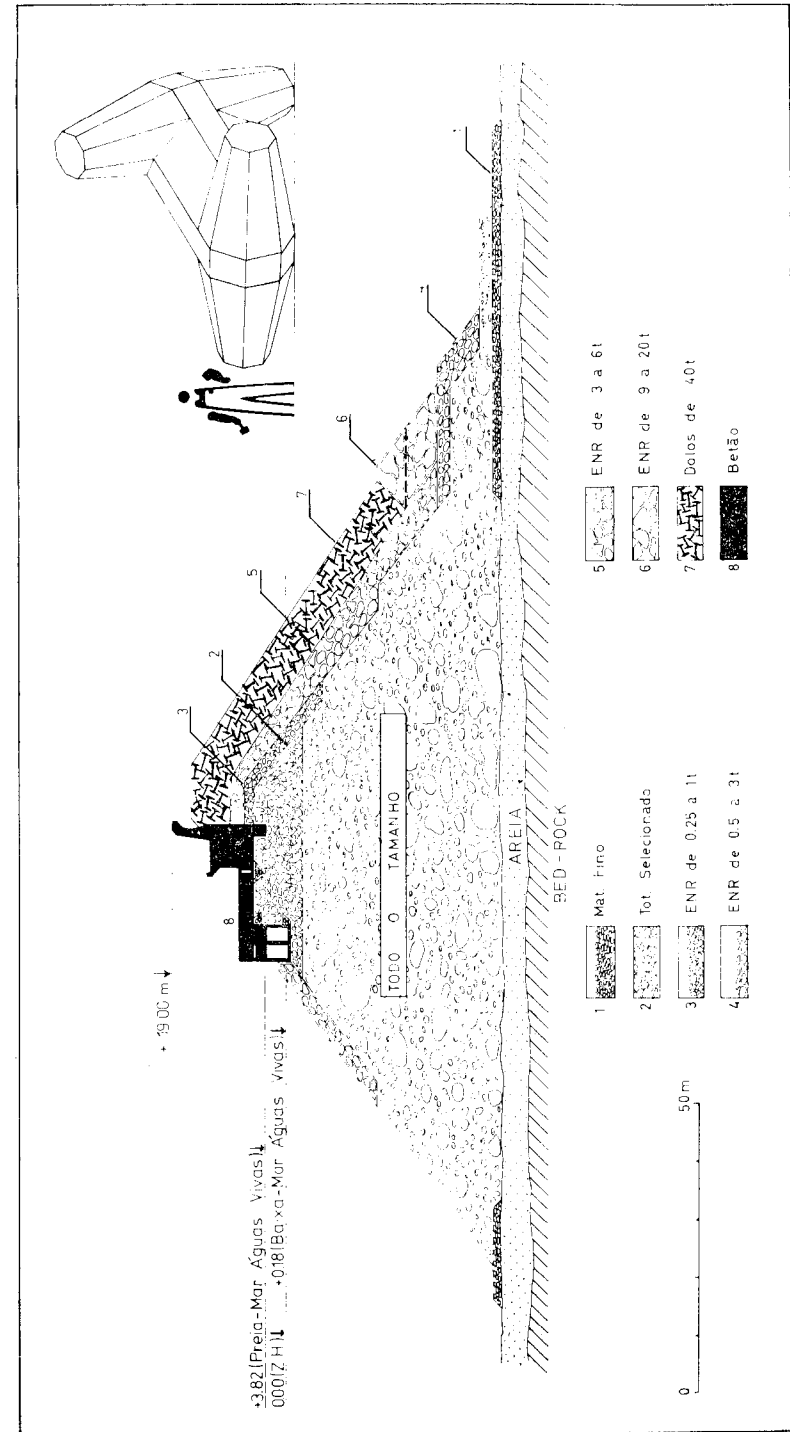 + 19.00 m
+3.82 (Preia-Mar Águas Vivas)
0.00 (Z H)
+0.18 (Baixa-Mar Águas Vivas)
8
3
2
5
7
6
1
TODO O TAMANHO
AREIA
BED-ROCK
0
50 m
1 Mat. Fino
2 Tot. Selecionado
3 ENR de 0.25 a 1t
4 ENR de 0.5 a 3t
5 ENR de 3 a 6t
6 ENR de 9 a 20t
7 Dolos de 40t
8 Betão